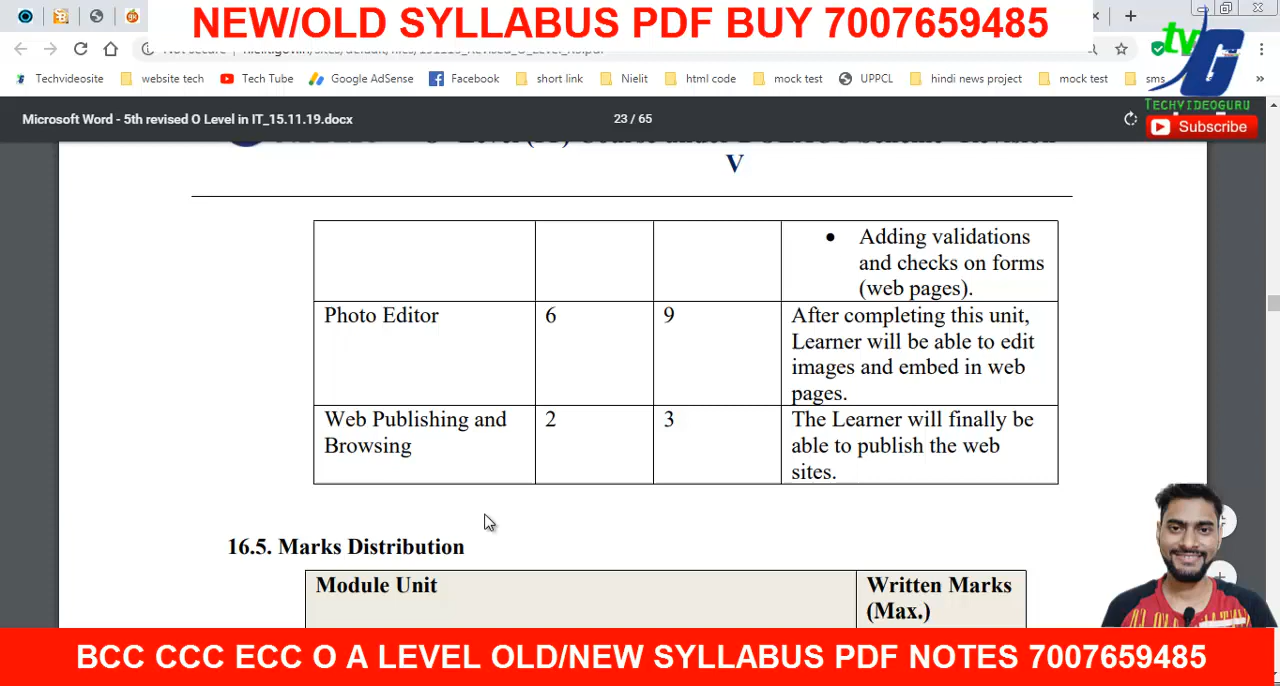 NEW/OLD SYLLABUS PDF BUY 7007659485
Techvideosite website tech Tech Tube Google AdSense Facebook short link Nielit html code mock test UPPCL hindi news project mock test sms
tv
G
TECHVIDEOGURU
Subscribe
Microsoft Word - 5th revised O Level in IT_15.11.19.docx 23 / 65
V
• Adding validations
and checks on forms
(web pages).
Photo Editor 6 9 After completing this unit,
Learner will be able to edit
images and embed in web
pages.
Web Publishing and 2 3 The Learner will finally be
Browsing able to publish the web
sites.
16.5. Marks Distribution
Module Unit Written Marks
(Max.)
BCC CCC ECC O A LEVEL OLD/NEW SYLLABUS PDF NOTES 7007659485